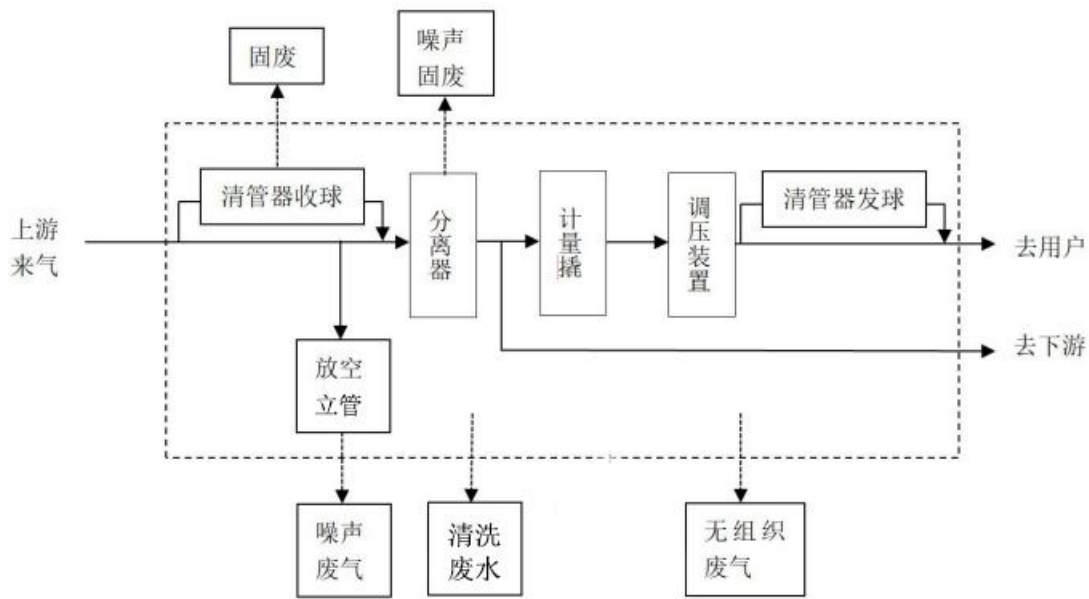 固废
噪声
固废
清管器收球
清管器发球
上游
来气
分离器
计量撬
调压装置
去用户
去下游
放空
立管
噪声
废气
清洗
废水
无组织
废气